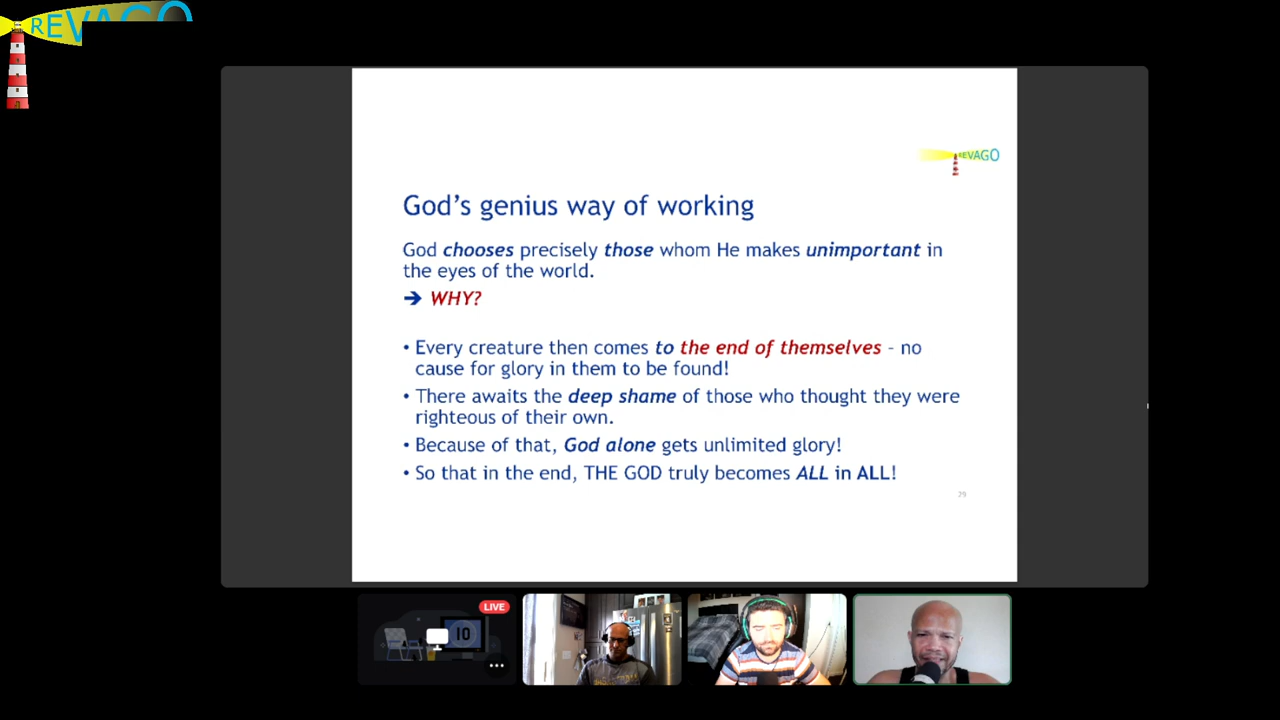 REVAGO
REVAGO
God's genius way of working
God chooses precisely those whom He makes unimportant in
the eyes of the world.
➔ WHY?
• Every creature then comes to the end of themselves – no
cause for glory in them to be found!
• There awaits the deep shame of those who thought they were
righteous of their own.
• Because of that, God alone gets unlimited glory!
• So that in the end, THE GOD truly becomes ALL in ALL!
29
LIVE
10